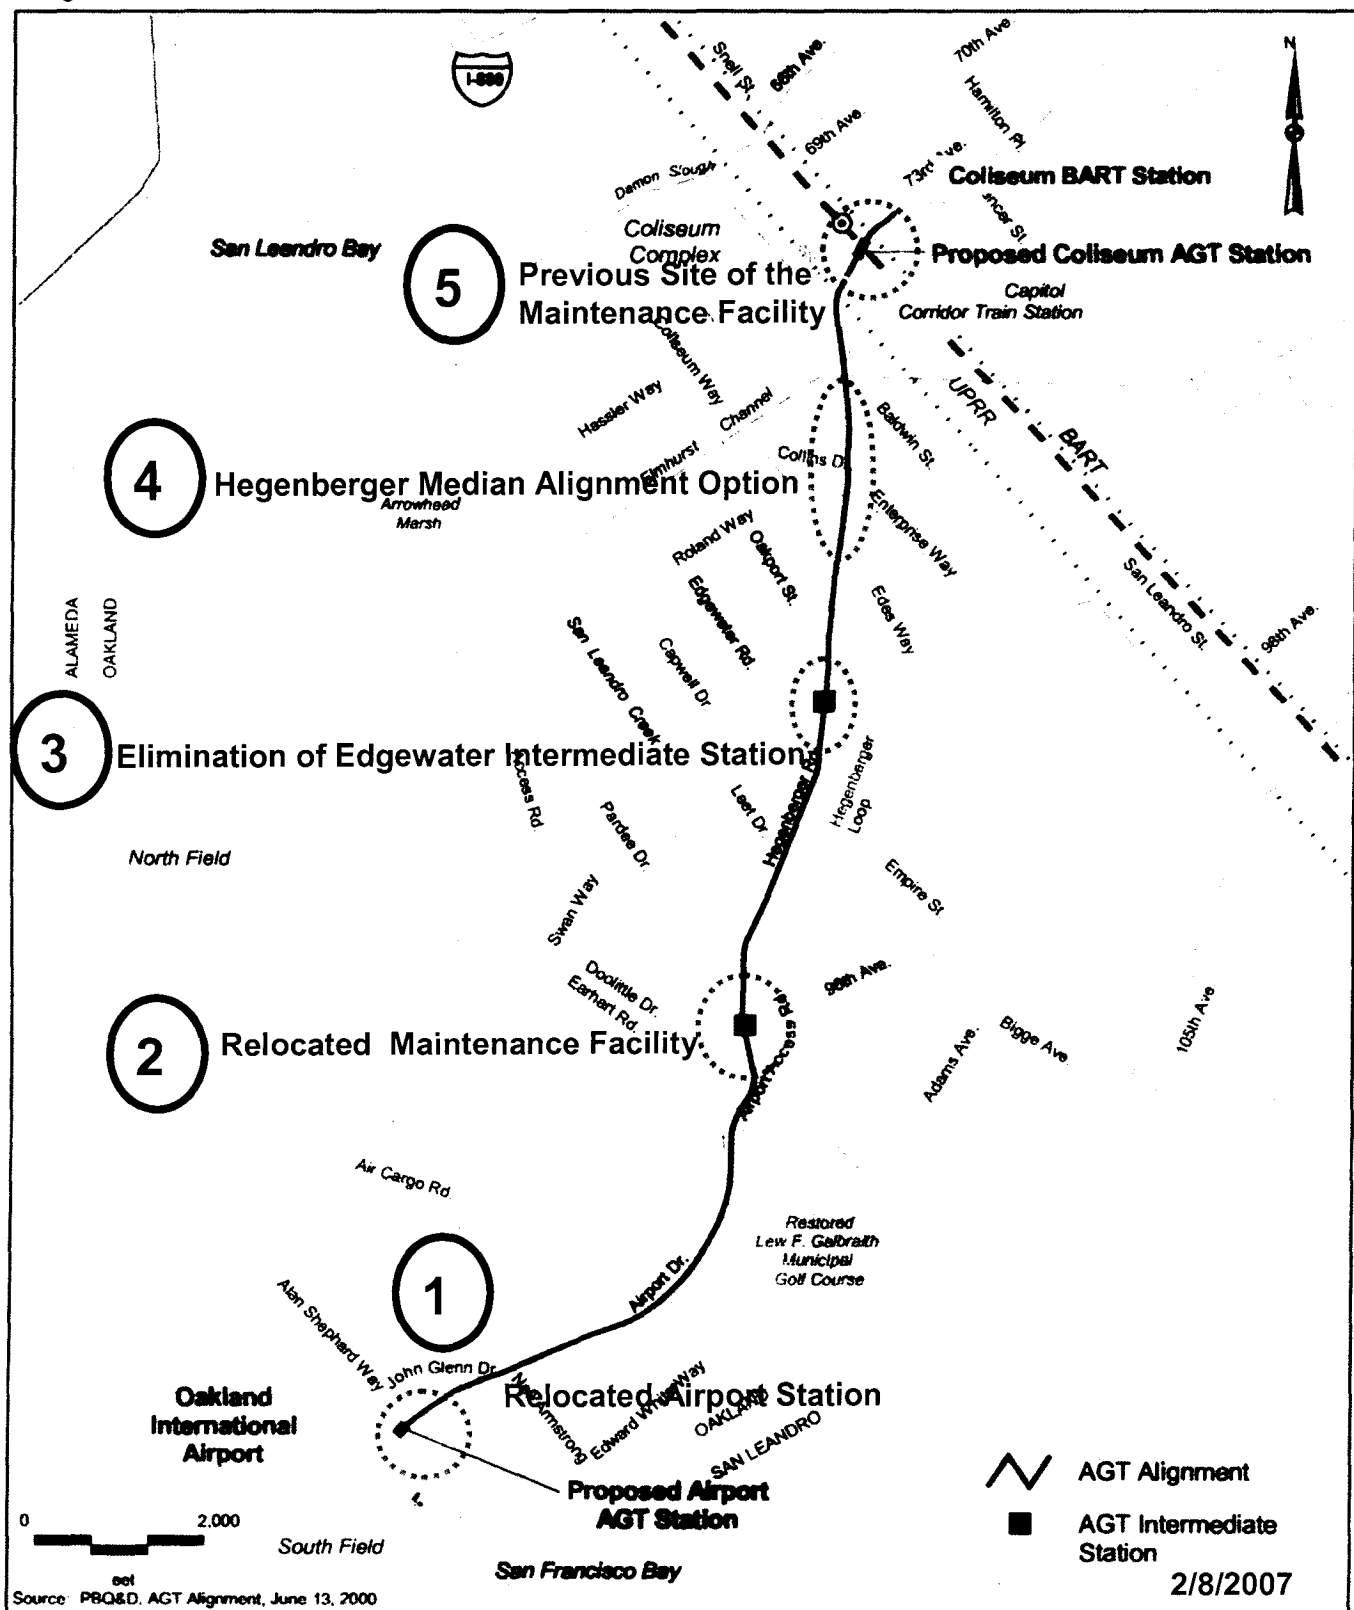 I-880
Snell St.
66th Ave.
70th Ave.
N
69th Ave.
Hamilton Pl.
73rd Ave.
Damon Slough
Coliseum BART Station
Coliseum
Complex
San Leandro Bay
5
Previous Site of the
Maintenance Facility
Proposed Coliseum AGT Station
Capitol
Corridor Train Station
Coliseum Way
Hassler Way
Channel
Elmhurst
UPRR
BART
Baldwin St.
Collins D
4
Hegenberger Median Alignment Option
Arrowhead
Marsh
Enterprise Way
Roland Way
Oakport St.
Edgewater Rd.
Edes Way
San Leandro St.
98th Ave.
ALAMEDA
OAKLAND
San Leandro Creek
Capwell Dr
3
Elimination of Edgewater Intermediate Station
Access Rd.
Hegenberger Rd
Hegenberger
Loop
Leet Dr.
Pardee Dr.
North Field
Empire St
Swan Way
Doolittle Dr.
Earhart Rd.
98th Ave.
2
Relocated Maintenance Facility
Airport Access Rd
Adams Ave.
Bigge Ave
105th Ave
Air Cargo Rd
Restored
Lew F. Galbraith
Municipal
Golf Course
1
Airport Dr.
Alan Shephard Way
John Glenn Dr
Relocated Airport Station
Neil Armstrong
Edward White Way
OAKLAND
SAN LEANDRO
Oakland
International
Airport
Proposed Airport
AGT Station
AGT Alignment
AGT Intermediate
Station
0 2,000
eet
South Field
San Francisco Bay
2/8/2007
Source: PBQ&D, AGT Alignment, June 13, 2000